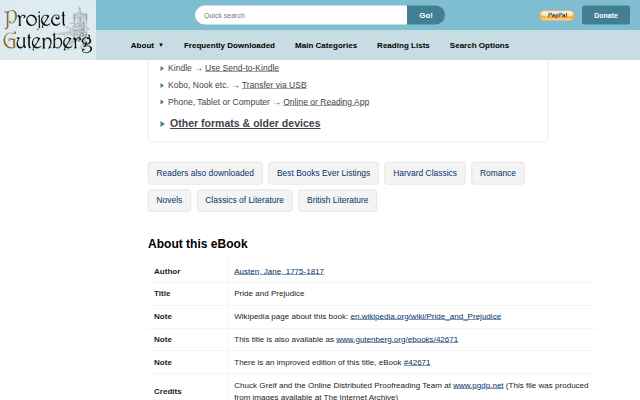 Project
Gutenberg
Quick search
Go!
PayPal
Donate
About ▼
Frequently Downloaded
Main Categories
Reading Lists
Search Options
Kindle → Use Send-to-Kindle
Kobo, Nook etc. → Transfer via USB
Phone, Tablet or Computer → Online or Reading App
Other formats & older devices
Readers also downloaded
Best Books Ever Listings
Harvard Classics
Romance
Novels
Classics of Literature
British Literature
About this eBook
Author Austen, Jane, 1775-1817
Title Pride and Prejudice
Note Wikipedia page about this book: en.wikipedia.org/wiki/Pride_and_Prejudice
Note This title is also available as www.gutenberg.org/ebooks/42671
Note There is an improved edition of this title, eBook #42671
Credits Chuck Greif and the Online Distributed Proofreading Team at www.pgdp.net (This file was produced
from images available at The Internet Archive)